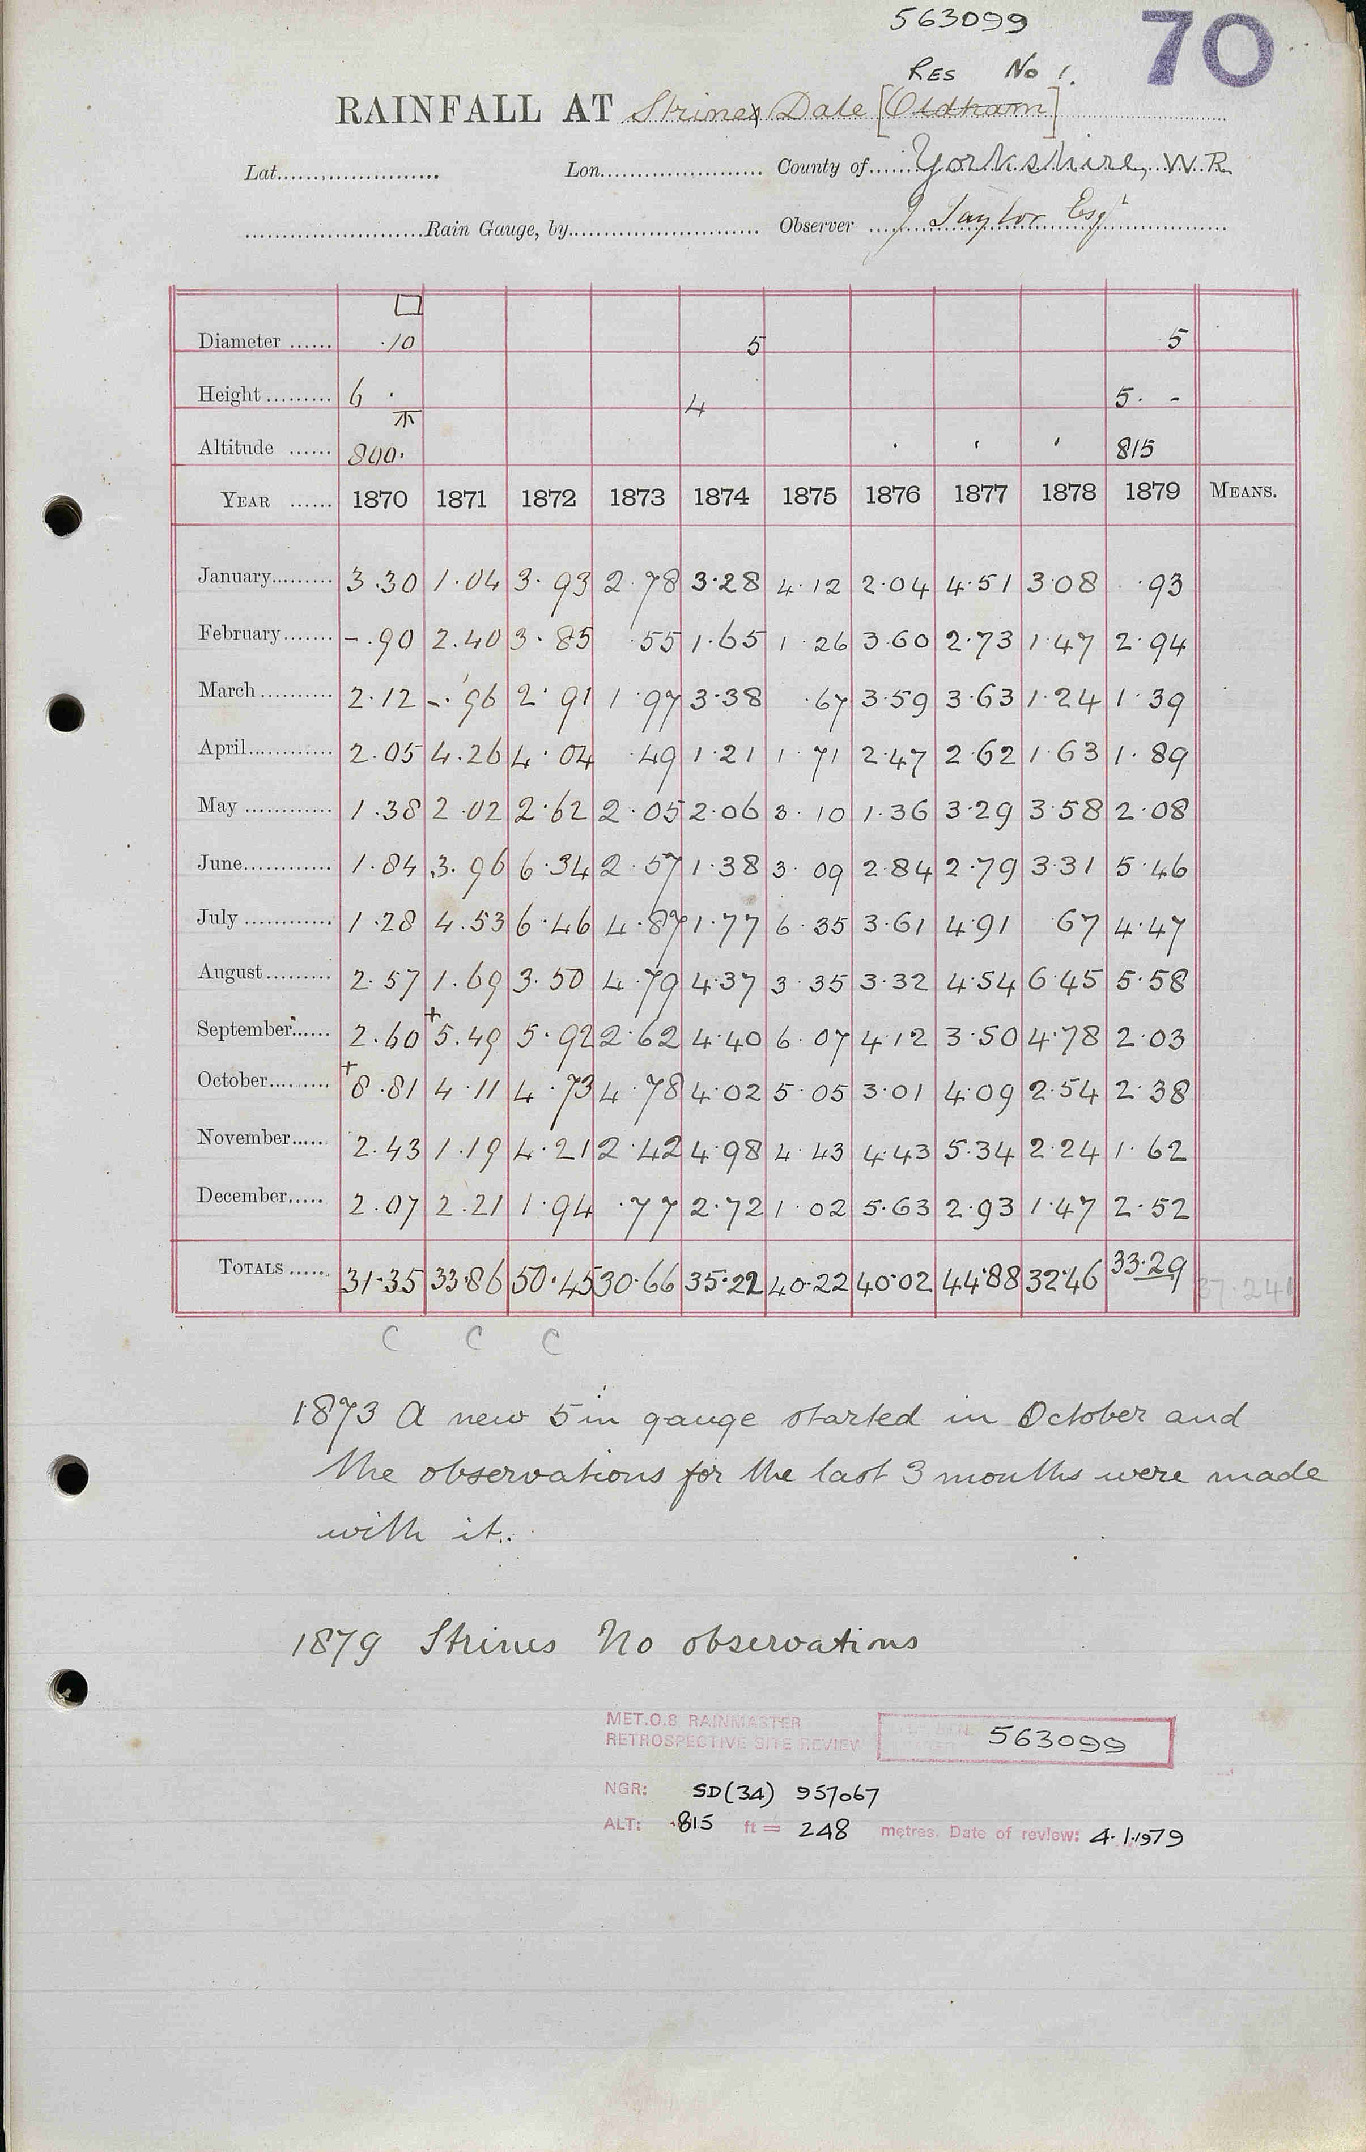 563099
70
RES No 1.
RAINFALL AT Strines Dale [Oldham]
Lat. Lon. County of Yorkshire, W.R.
Rain Gauge, by Observer J Taylor Esqr
Diameter ...... .10 5 5
Height ......... 6 . 4 5. -
Altitude ...... 800. 815
YEAR ...... 1870 1871 1872 1873 1874 1875 1876 1877 1878 1879 MEANS.
January......... 3.30 1.04 3.93 2.78 3.28 4.12 2.04 4.51 3.08 .93
February....... -.90 2.40 3.85 .55 1.65 1.26 3.60 2.73 1.47 2.94
March .......... 2.12 -.96 2.91 1.97 3.38 .67 3.59 3.63 1.24 1.39
April............ 2.05 4.26 4.04 .49 1.21 1.71 2.47 2.62 1.63 1.89
May ............ 1.38 2.02 2.62 2.05 2.06 3.10 1.36 3.29 3.58 2.08
June............ 1.84 3.96 6.34 2.57 1.38 3.09 2.84 2.79 3.31 5.46
July ............ 1.28 4.53 6.46 4.87 1.77 6.35 3.61 4.91 67 4.47
August......... 2.57 1.69 3.50 4.79 4.37 3.35 3.32 4.54 6.45 5.58
September...... 2.60 +5.49 5.92 2.62 4.40 6.07 4.12 3.50 4.78 2.03
October......... +8.81 4.11 4.73 4.78 4.02 5.05 3.01 4.09 2.54 2.38
November...... 2.43 1.19 4.21 2.42 4.98 4.43 4.43 5.34 2.24 1.62
December...... 2.07 2.21 1.94 .77 2.72 1.02 5.63 2.93 1.47 2.52
TOTALS ...... 31.35 33.86 50.45 30.66 35.22 40.22 40.02 44.88 32.46 33.29 37.241
C C C
1873 A new 5in gauge started in October and
the observations for the last 3 months were made
with it.
1879 Strines No observations
MET.O.8 RAINMASTER
RETROSPECTIVE SITE REVIEW
563099
NGR: SD(34) 957067
ALT: 815 ft = 248 metres. Date of review: 4.1.1979